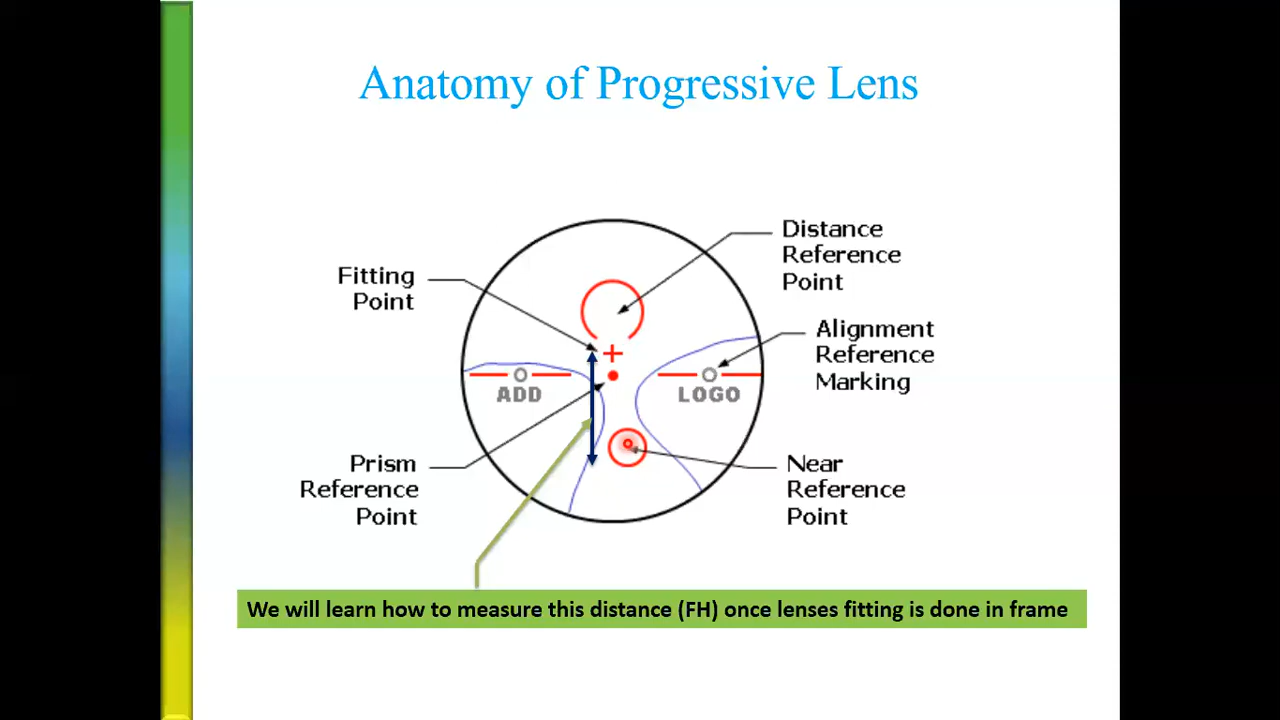 Anatomy of Progressive Lens
Distance
Reference
Point
Fitting
Point
Alignment
Reference
Marking
ADD
LOGO
Prism
Reference
Point
Near
Reference
Point
We will learn how to measure this distance (FH) once lenses fitting is done in frame